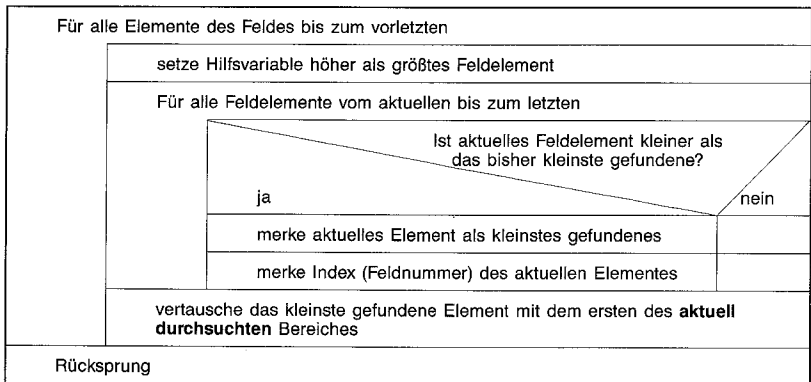 Für alle Elemente des Feldes bis zum vorletzten
setze Hilfsvariable höher als größtes Feldelement
Für alle Feldelemente vom aktuellen bis zum letzten
Ist aktuelles Feldelement kleiner als
das bisher kleinste gefundene?
ja
nein
merke aktuelles Element als kleinstes gefundenes
merke Index (Feldnummer) des aktuellen Elementes
vertausche das kleinste gefundene Element mit dem ersten des aktuell
durchsuchten Bereiches
Rücksprung